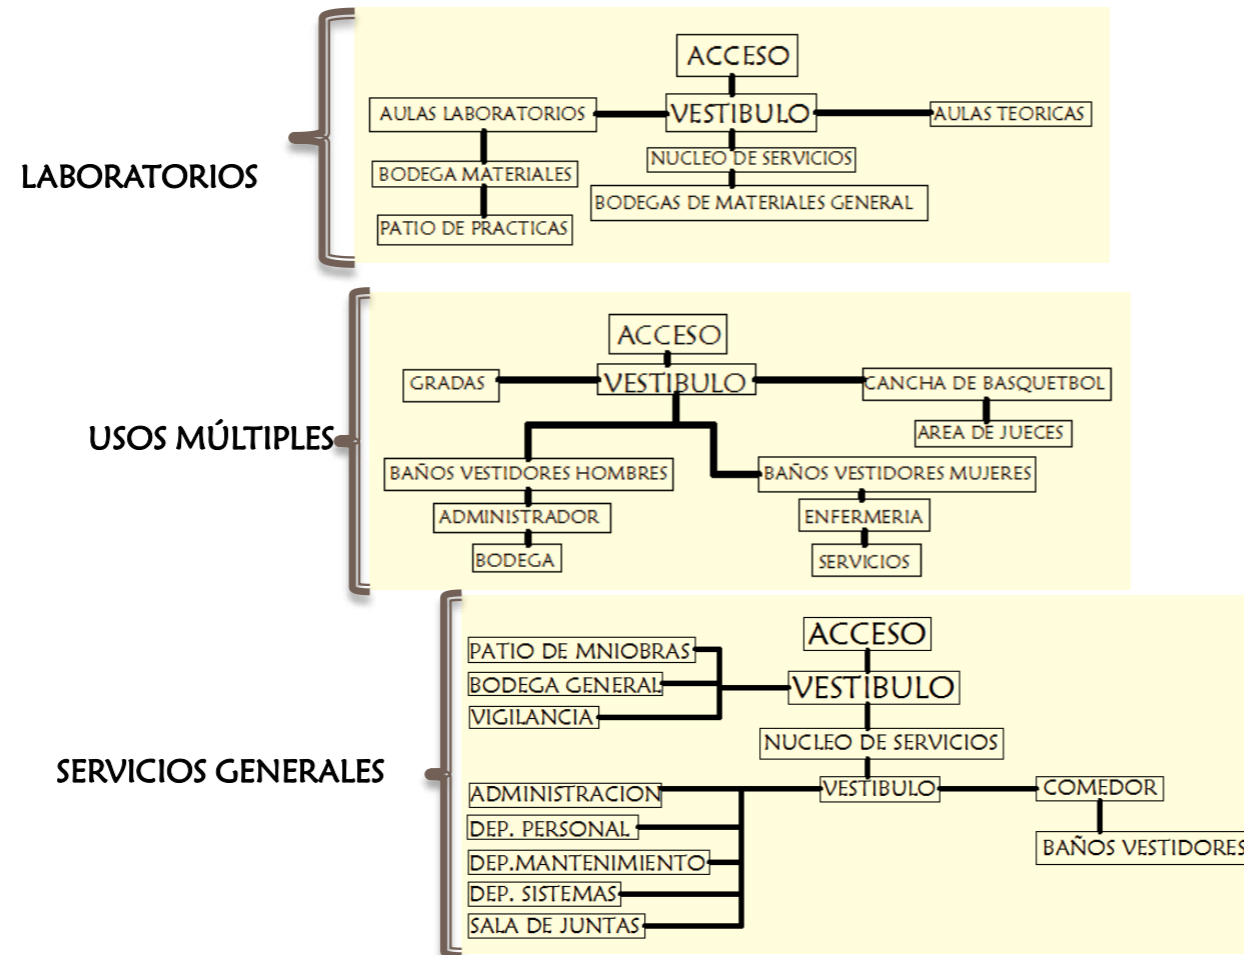 LABORATORIOS
ACCESO
AULAS LABORATORIOS
VESTIBULO
AULAS TEORICAS
BODEGA MATERIALES
NUCLEO DE SERVICIOS
BODEGAS DE MATERIALES GENERAL
PATIO DE PRACTICAS
USOS MÚLTIPLES
ACCESO
GRADAS
VESTIBULO
CANCHA DE BASQUETBOL
AREA DE JUECES
BAÑOS VESTIDORES HOMBRES
BAÑOS VESTIDORES MUJERES
ADMINISTRADOR
ENFERMERIA
BODEGA
SERVICIOS
SERVICIOS GENERALES
ACCESO
PATIO DE MNIOBRAS
BODEGA GENERAL
VESTIBULO
VIGILANCIA
NUCLEO DE SERVICIOS
ADMINISTRACION
VESTIBULO
COMEDOR
DEP. PERSONAL
BAÑOS VESTIDORES
DEP.MANTENIMIENTO
DEP. SISTEMAS
SALA DE JUNTAS